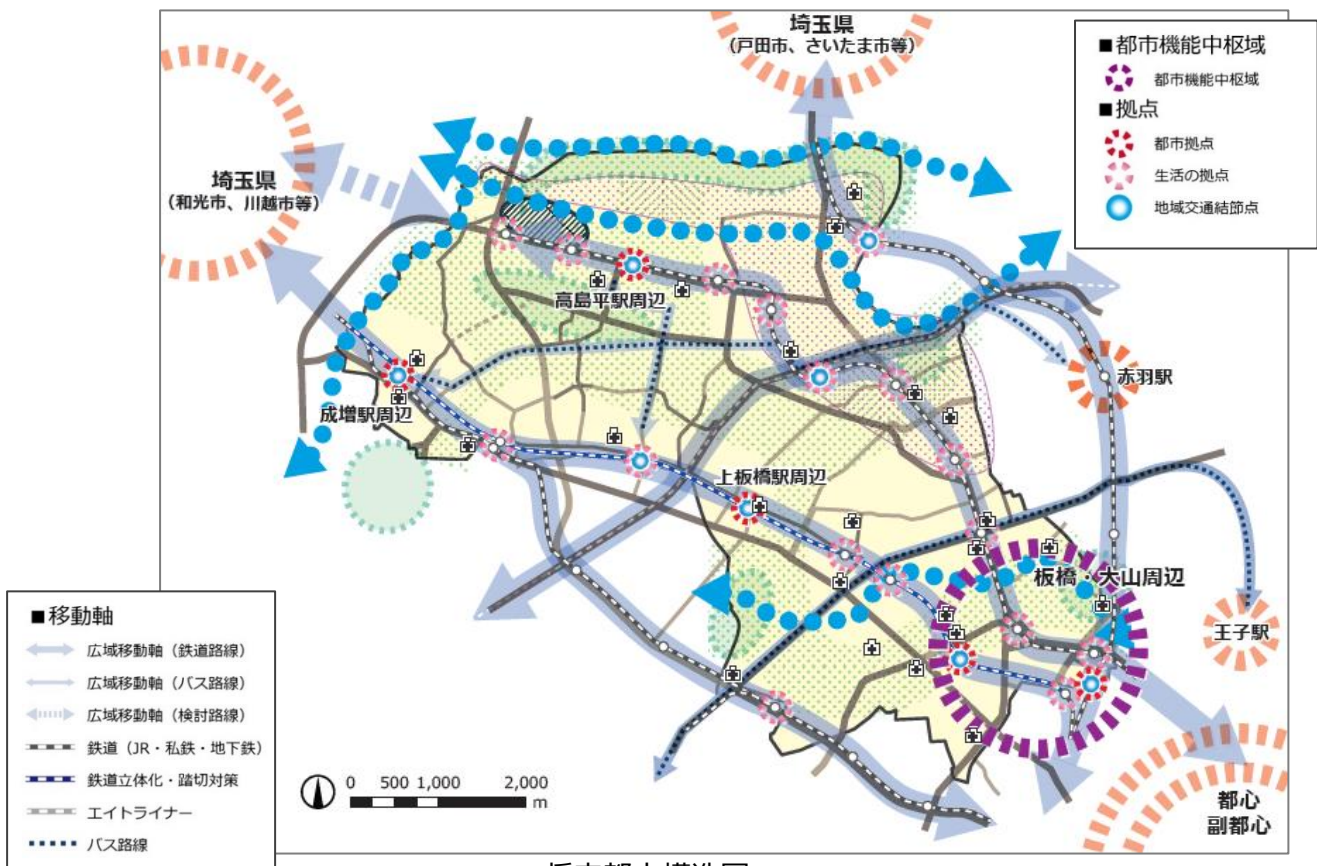 埼玉県
（戸田市、さいたま市等）
■都市機能中枢域
都市機能中枢域
■拠点
都市拠点
生活の拠点
地域交通結節点
埼玉県
（和光市、川越市等）
高島平駅周辺
赤羽駅
成増駅周辺
上板橋駅周辺
板橋・大山周辺
王子駅
■移動軸
広域移動軸（鉄道路線）
広域移動軸（バス路線）
広域移動軸（検討路線）
鉄道（JR・私鉄・地下鉄）
鉄道立体化・踏切対策
エイトライナー
バス路線
0 500 1,000 2,000
m
都心
副都心